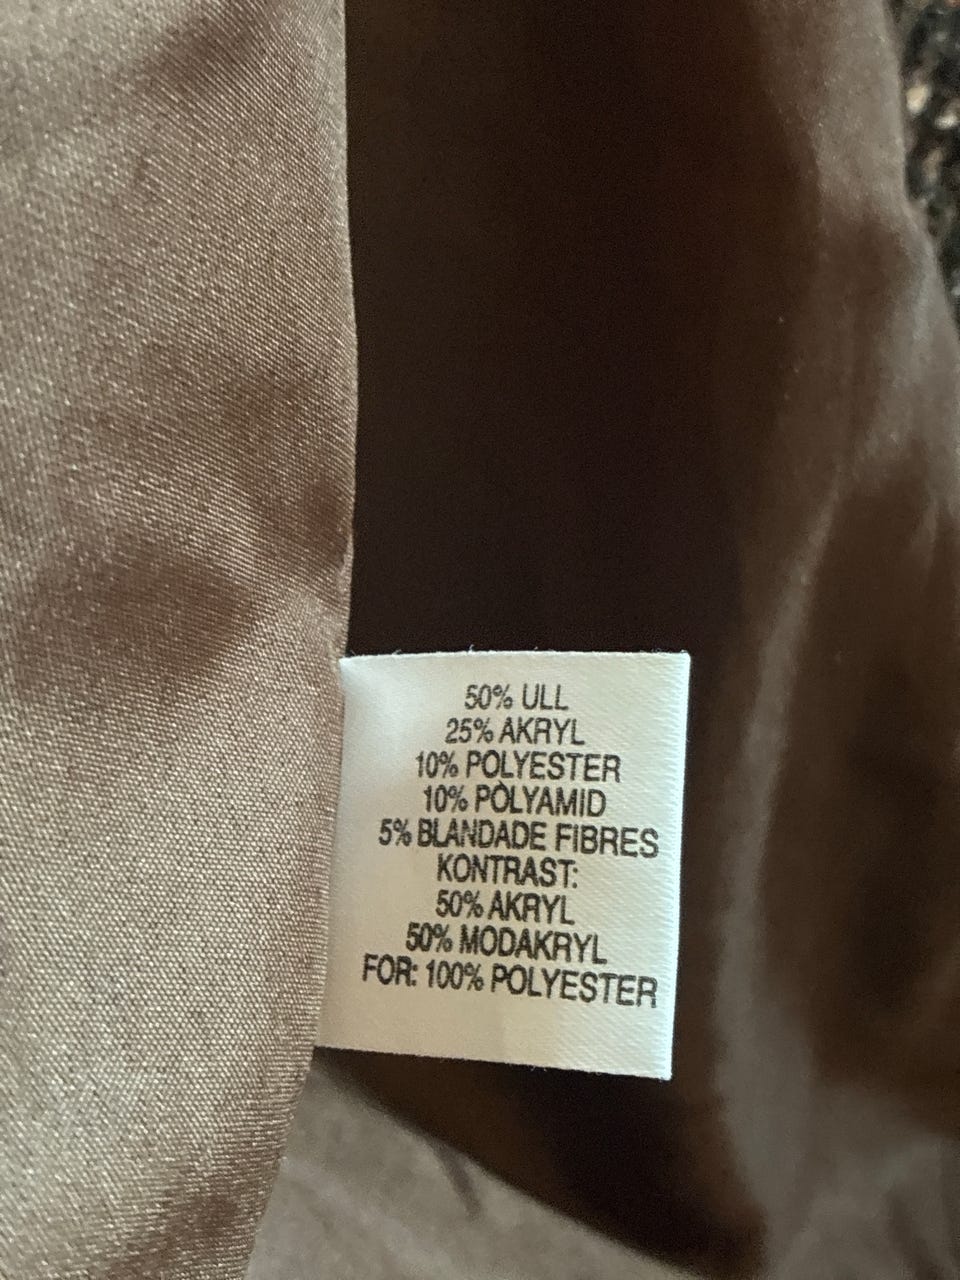 50% ULL
25% AKRYL
10% POLYESTER
10% POLYAMID
5% BLANDADE FIBRES
KONTRAST:
50% AKRYL
50% MODAKRYL
FOR: 100% POLYESTER